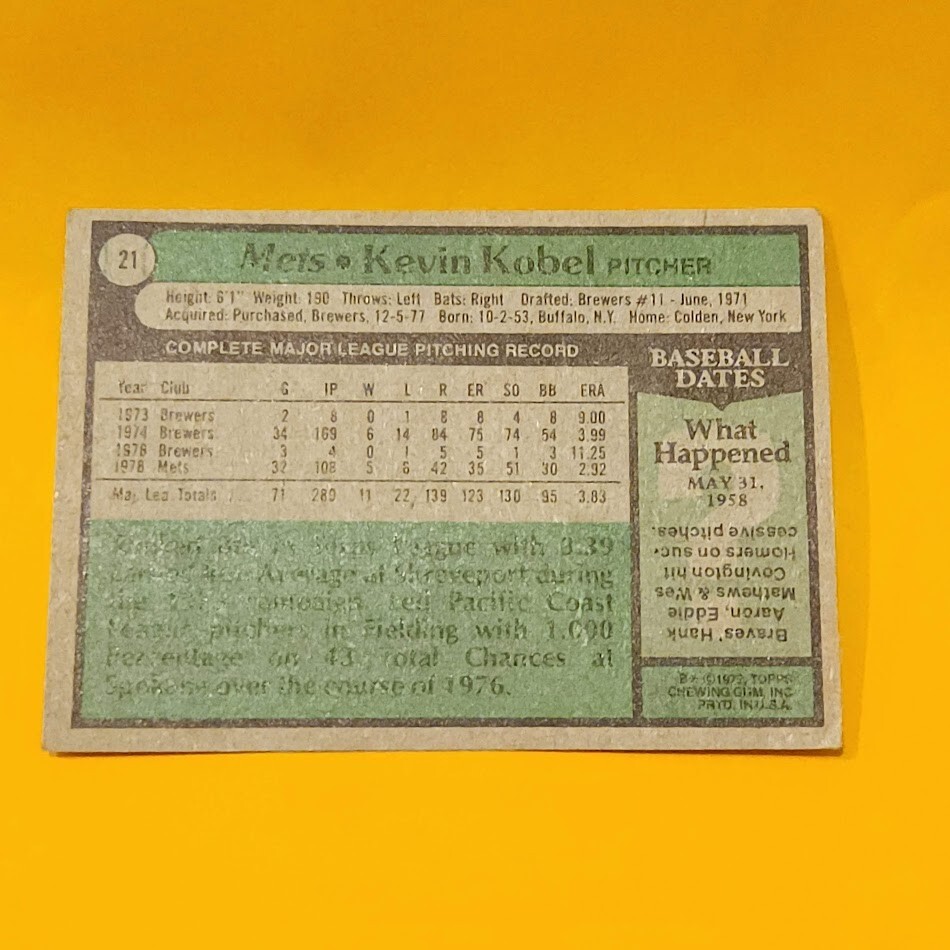 21
Mets • Kevin Kobel PITCHER
Height: 6'1" Weight: 190 Throws: Left Bats: Right Drafted: Brewers #11 - June, 1971
Acquired: Purchased, Brewers, 12-5-77 Born: 10-2-53, Buffalo, N.Y. Home: Colden, New York
COMPLETE MAJOR LEAGUE PITCHING RECORD
Year Club G IP W L R ER SO BB ERA
1973 Brewers 2 8 0 1 8 8 4 8 9.00
1974 Brewers 34 169 6 14 84 75 74 54 3.99
1976 Brewers 3 4 0 1 5 5 1 3 11.25
1978 Mets 32 108 5 6 42 35 51 30 2.92
Maj. Lea. Totals 71 289 11 22 139 123 130 95 3.83
League with 3.39
Earned Run Average at Shreveport during
the campaign. Led Pacific Coast
League pitchers in Fielding with 1.000
Percentage on 43 Total Chances at
Spokane over the course of 1976.
BASEBALL
DATES
What
Happened
MAY 31,
1958
Braves' Hank
Aaron, Eddie
Mathews & Wes
Covington hit
Homers on suc-
cessive pitches.
©1979, TOPPS
CHEWING GUM, INC.
PRTD. IN U.S.A.